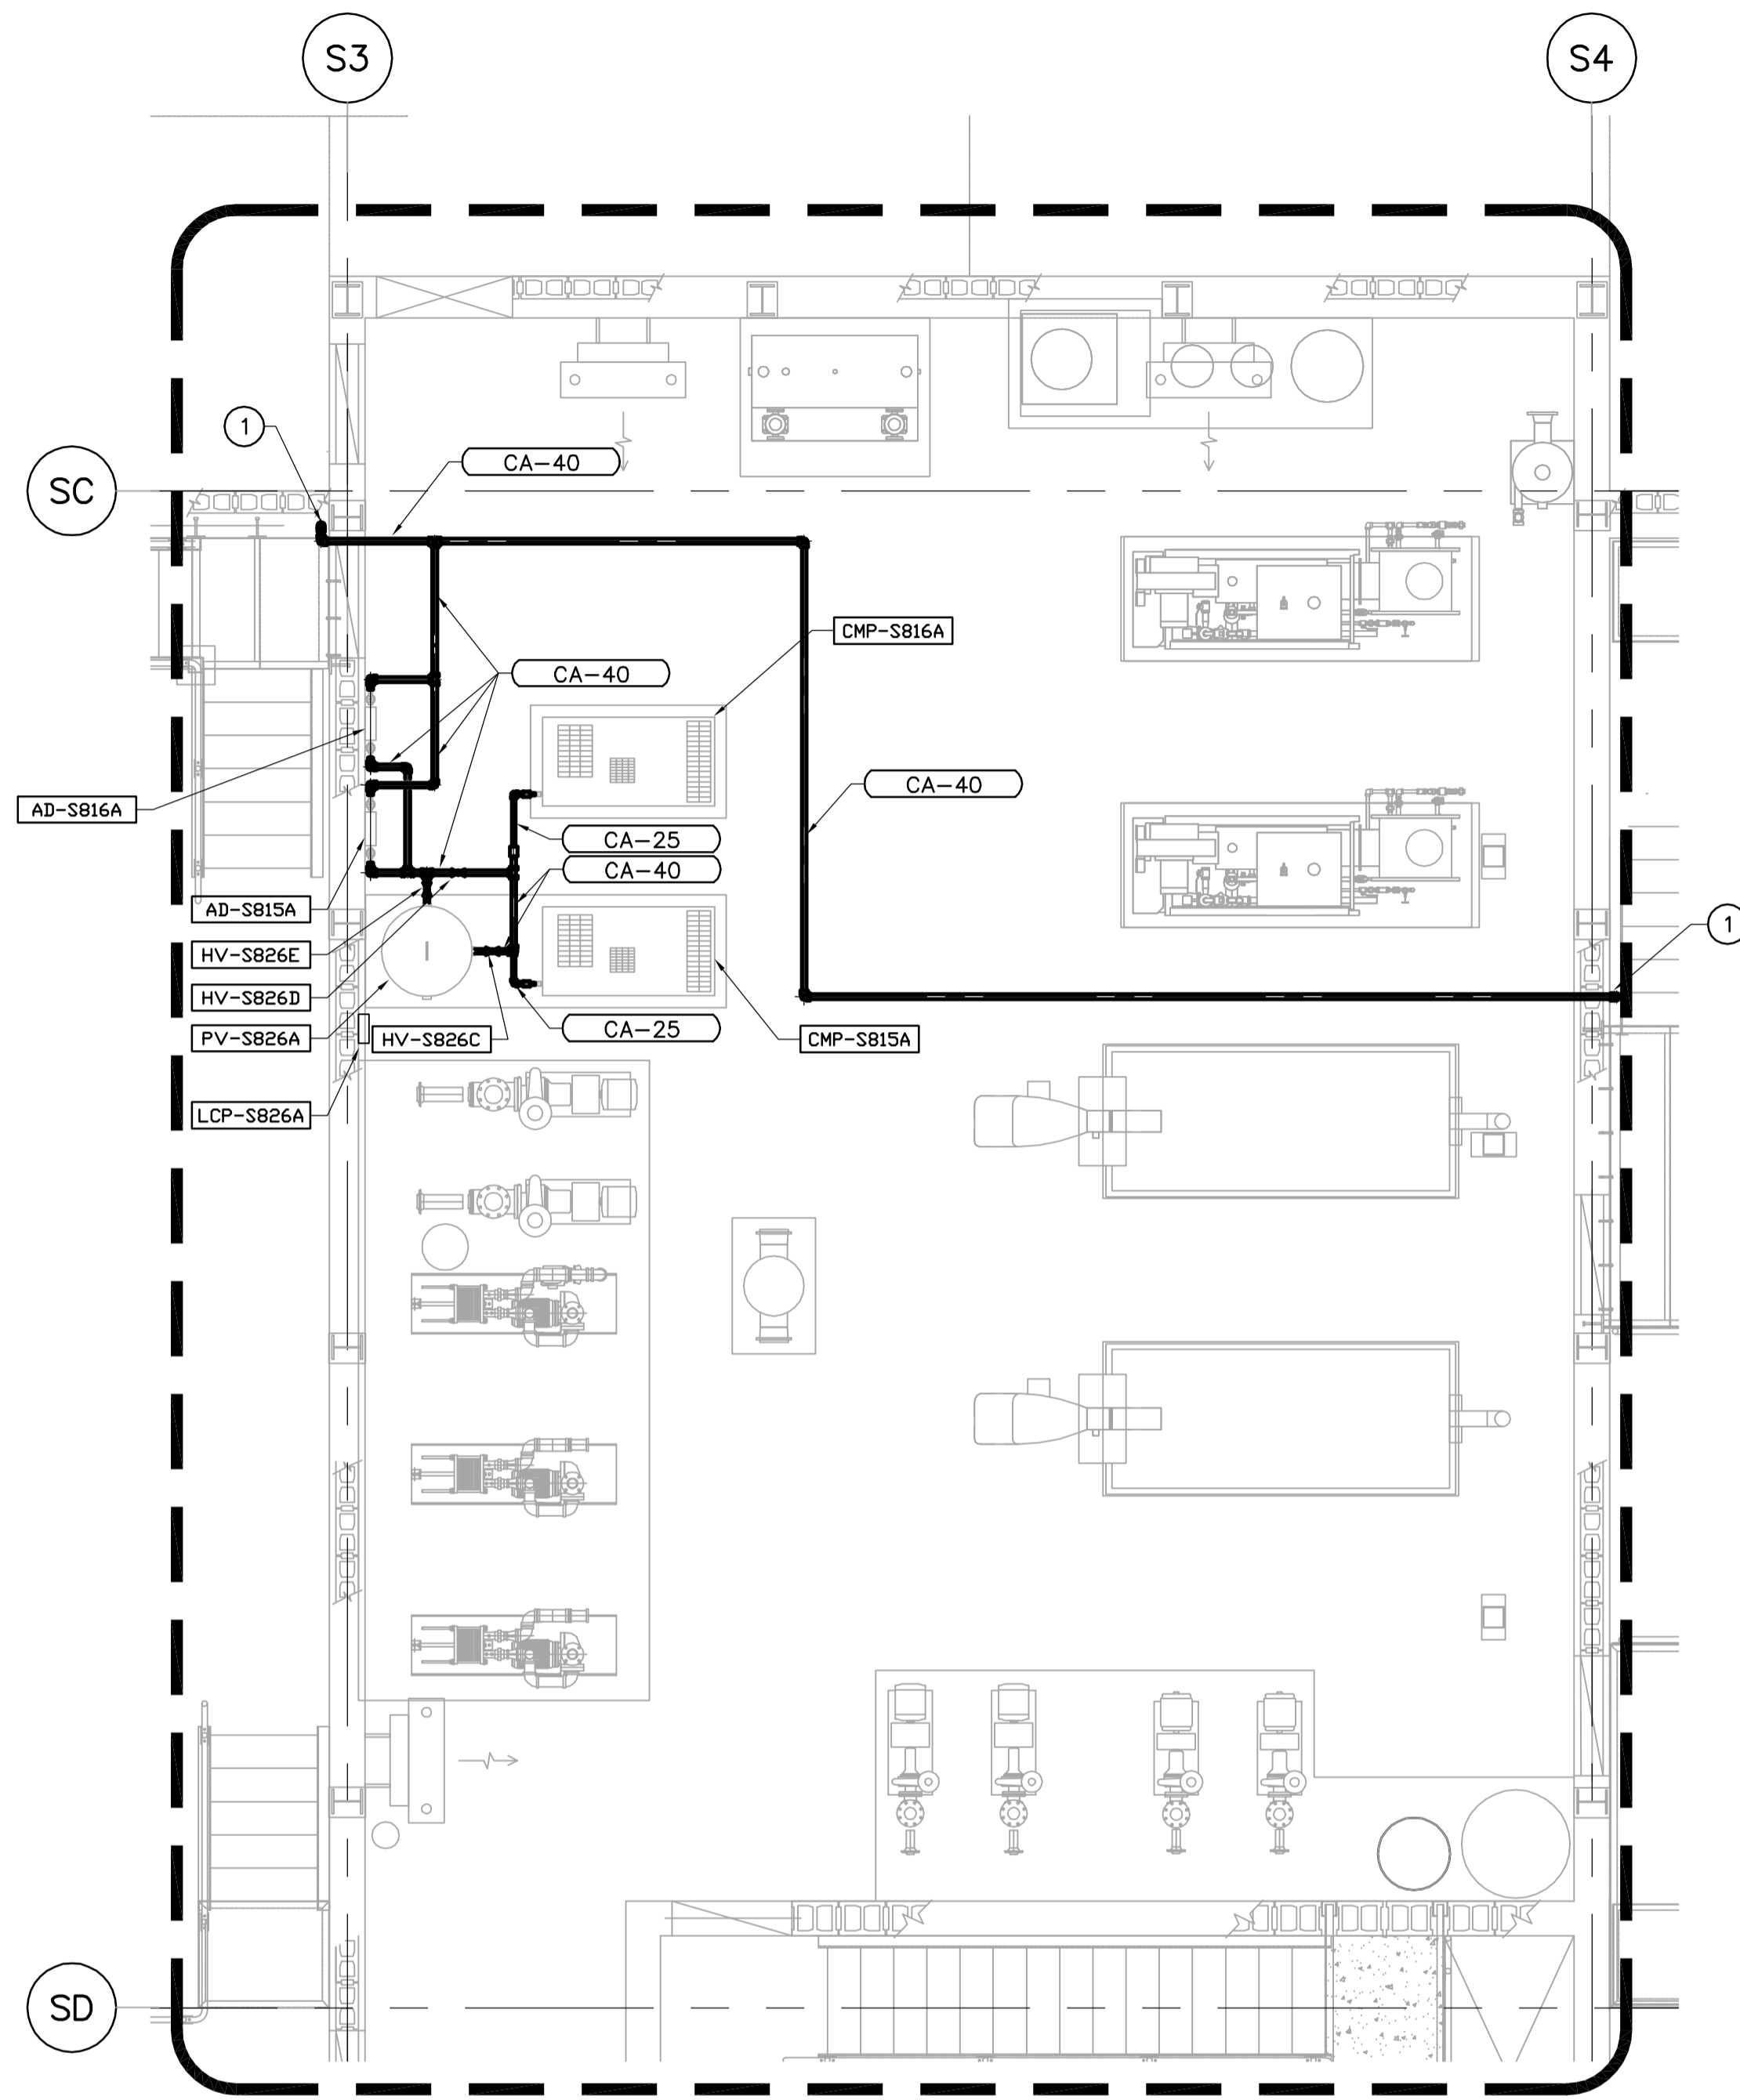 S3
S4
1
CA-40
SC
CMP-S816A
CA-40
CA-40
AD-S816A
CA-25
CA-40
AD-S815A
1
HV-S826E
HV-S826D
CA-25
PV-S826A
HV-S826C
CMP-S815A
LCP-S826A
SD